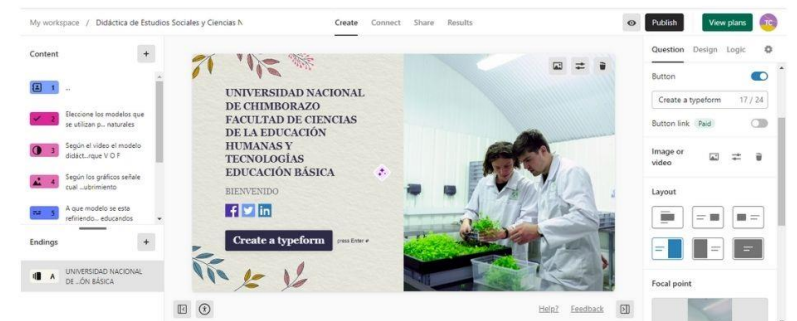 My workspace / Didáctica de Estudios Sociales y Ciencias N
Create Connect Share Results
Publish
View plans
TC
Content
+
1 ..
2 Eleccione los modelos que
se utilizan p... naturales
3 Según el video el modelo
didáct...rque V O F
4 Según los gráficos señale
cual ...ubrimiento
5 A que modelo se esta
refiriendo... educandos
Endings
+
A UNIVERSIDAD NACIONAL
DE ...ÓN BÁSICA
UNIVERSIDAD NACIONAL
DE CHIMBORAZO
FACULTAD DE CIENCIAS
DE LA EDUCACIÓN
HUMANAS Y
TECNOLOGÍAS
EDUCACIÓN BÁSICA
BIENVENIDO
f in
Create a typeform press Enter
Help? Feedback
Question Design Logic
Button
Create a typeform 17 / 24
Button link Paid
Image or
video
Layout
Focal point